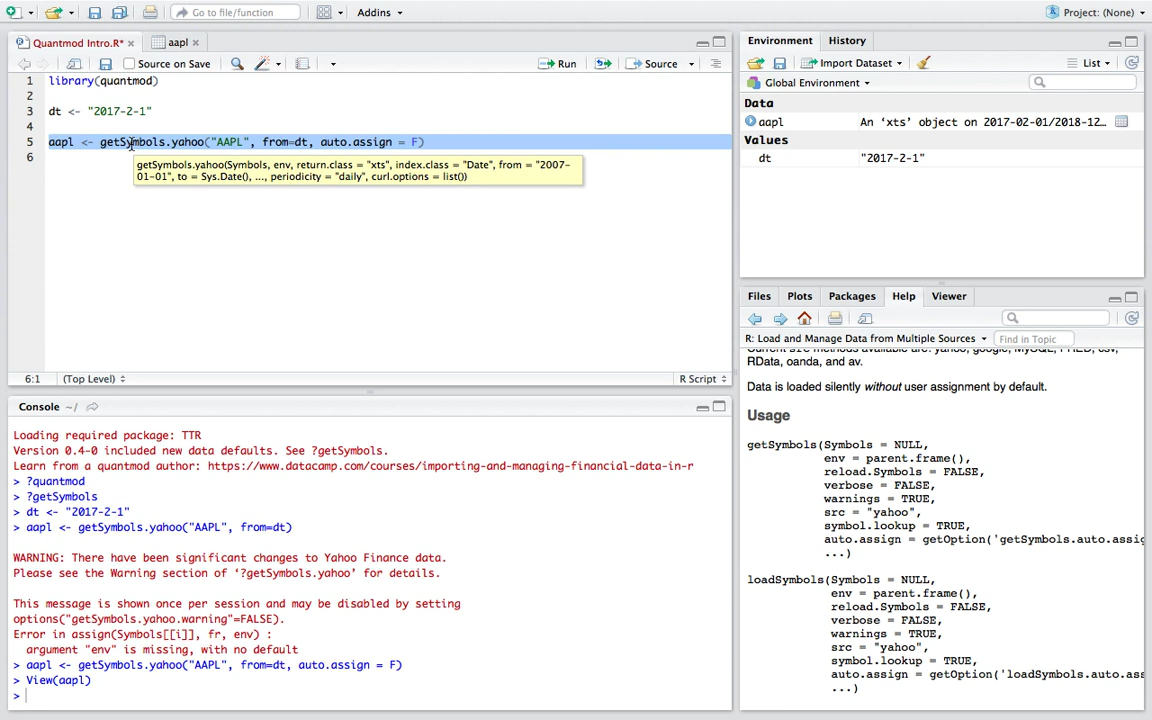 Go to file/function
Addins
Project: (None)
Quantmod Intro.R*
aapl
Source on Save
Run
Source
1 library(quantmod)
2
3 dt <- "2017-2-1"
4
5 aapl <- getSymbols.yahoo("AAPL", from=dt, auto.assign = F)
6
getSymbols.yahoo(Symbols, env, return.class = "xts", index.class = "Date", from = "2007-
01-01", to = Sys.Date(), ..., periodicity = "daily", curl.options = list())
6:1 (Top Level) R Script
Console ~/
Loading required package: TTR
Version 0.4-0 included new data defaults. See ?getSymbols.
Learn from a quantmod author: https://www.datacamp.com/courses/importing-and-managing-financial-data-in-r
> ?quantmod
> ?getSymbols
> dt <- "2017-2-1"
> aapl <- getSymbols.yahoo("AAPL", from=dt)
WARNING: There have been significant changes to Yahoo Finance data.
Please see the Warning section of ‘?getSymbols.yahoo’ for details.
This message is shown once per session and may be disabled by setting
options("getSymbols.yahoo.warning"=FALSE).
Error in assign(Symbols[[i]], fr, env) :
argument "env" is missing, with no default
> aapl <- getSymbols.yahoo("AAPL", from=dt, auto.assign = F)
> View(aapl)
>
Environment History
Import Dataset List
Global Environment
Data
aapl An ‘xts’ object on 2017-02-01/2018-12…
Values
dt "2017-2-1"
Files Plots Packages Help Viewer
R: Load and Manage Data from Multiple Sources Find in Topic
RData, oanda, and av.
Data is loaded silently without user assignment by default.
Usage
getSymbols(Symbols = NULL,
env = parent.frame(),
reload.Symbols = FALSE,
verbose = FALSE,
warnings = TRUE,
src = "yahoo",
symbol.lookup = TRUE,
auto.assign = getOption('getSymbols.auto.assig
...)
loadSymbols(Symbols = NULL,
env = parent.frame(),
reload.Symbols = FALSE,
verbose = FALSE,
warnings = TRUE,
src = "yahoo",
symbol.lookup = TRUE,
auto.assign = getOption('loadSymbols.auto.ass
...)